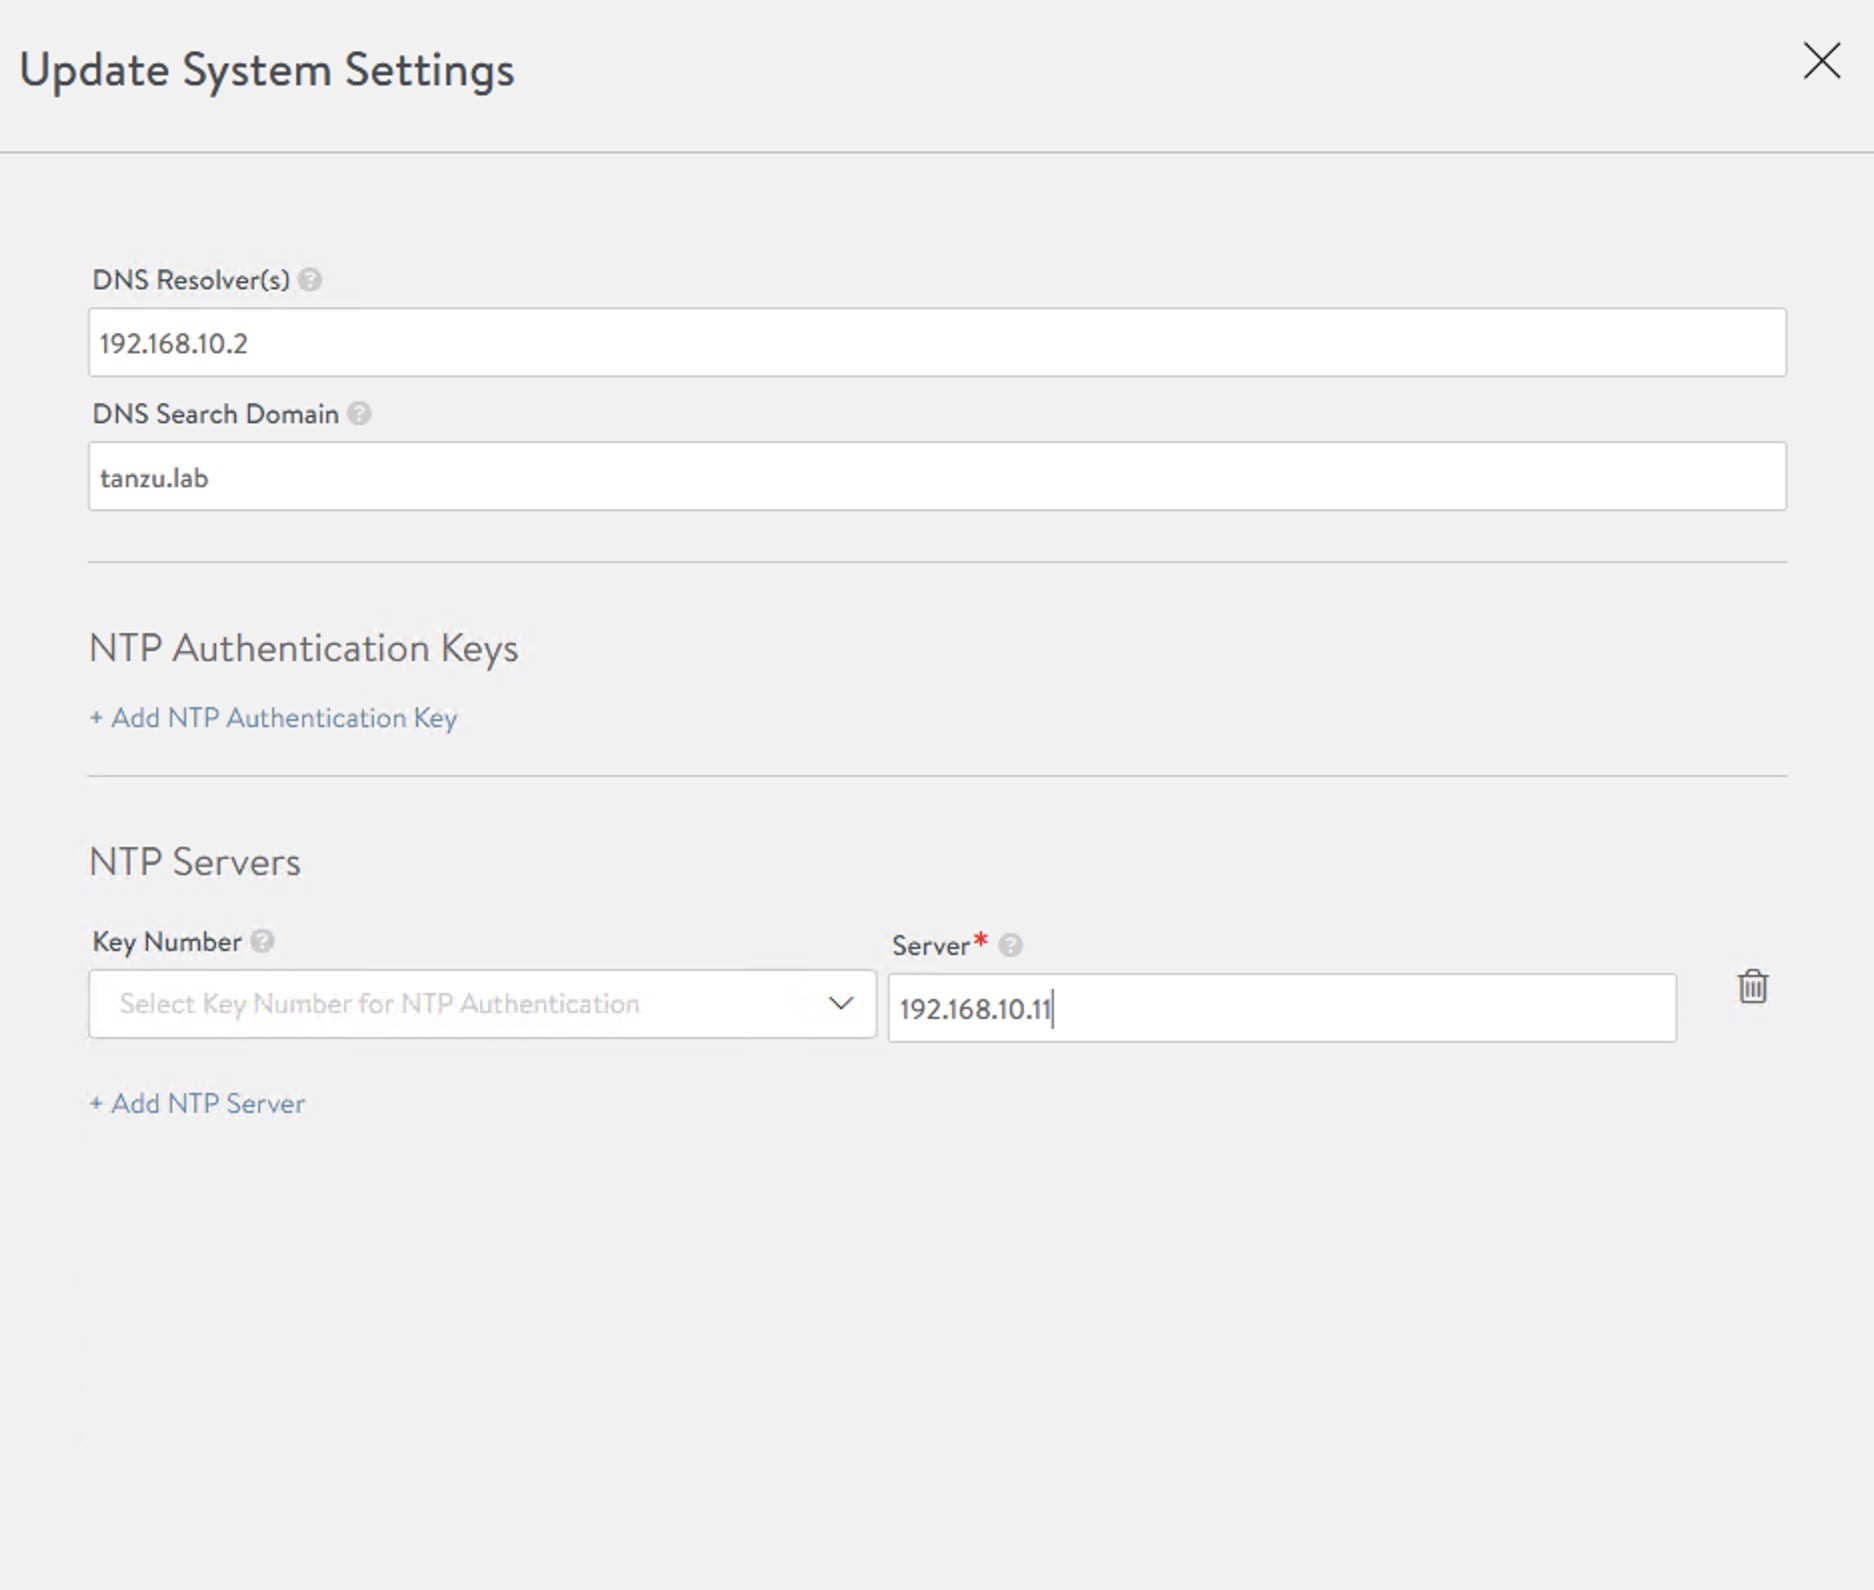 Update System Settings
DNS Resolver(s)
192.168.10.2
DNS Search Domain
tanzu.lab
NTP Authentication Keys
+ Add NTP Authentication Key
NTP Servers
Key Number
Server*
Select Key Number for NTP Authentication
192.168.10.11
+ Add NTP Server